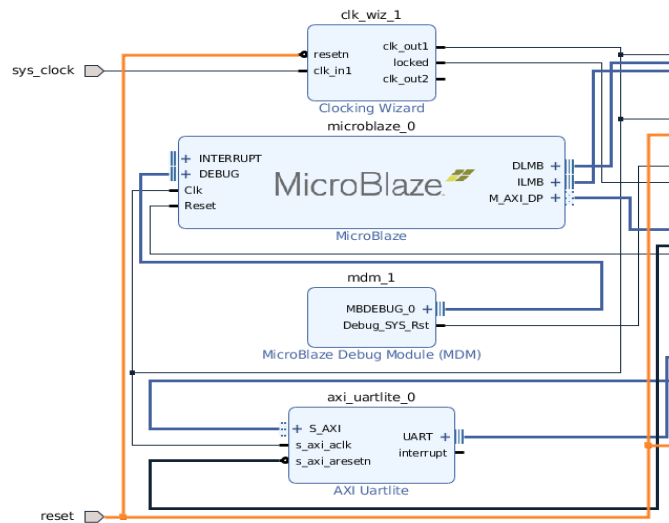 clk_wiz_1
resetn
clk_in1
clk_out1
locked
clk_out2
Clocking Wizard
sys_clock
microblaze_0
INTERRUPT
DEBUG
Clk
Reset
MicroBlaze
DLMB
ILMB
M_AXI_DP
MicroBlaze
mdm_1
MBDEBUG_0
Debug_SYS_Rst
MicroBlaze Debug Module (MDM)
axi_uartlite_0
S_AXI
s_axi_aclk
s_axi_aresetn
UART
interrupt
AXI Uartlite
reset